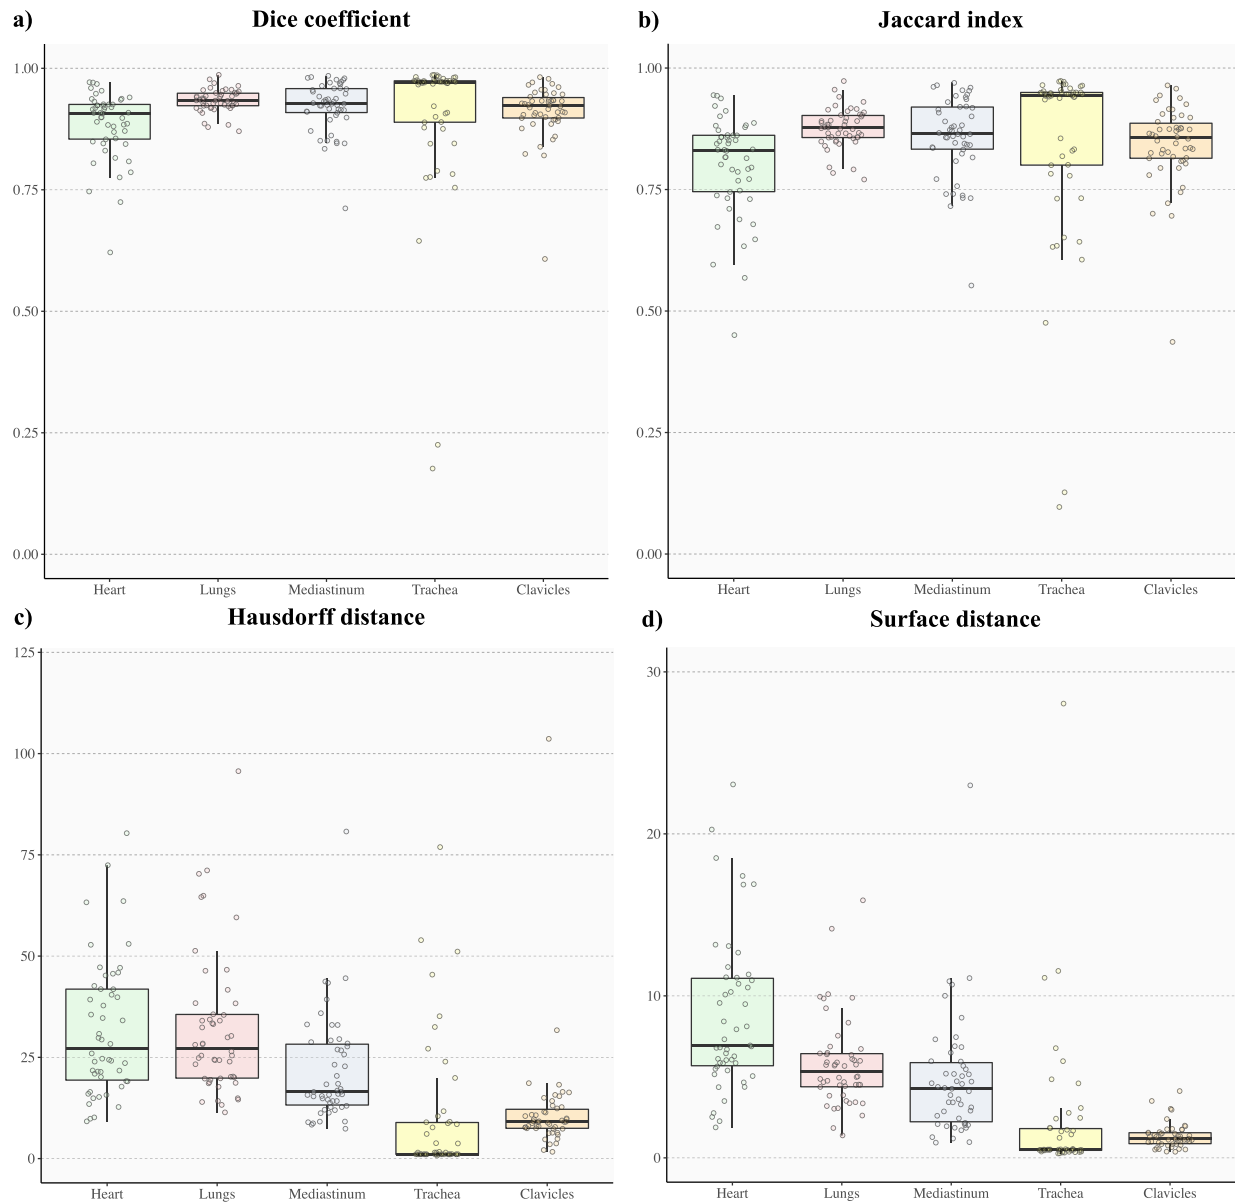 a) Dice coefficient
1.00
0.75
0.50
0.25
0.00
Heart Lungs Mediastinum Trachea Clavicles
b) Jaccard index
1.00
0.75
0.50
0.25
0.00
Heart Lungs Mediastinum Trachea Clavicles
c) Hausdorff distance
125
100
75
50
25
0
Heart Lungs Mediastinum Trachea Clavicles
d) Surface distance
30
20
10
0
Heart Lungs Mediastinum Trachea Clavicles